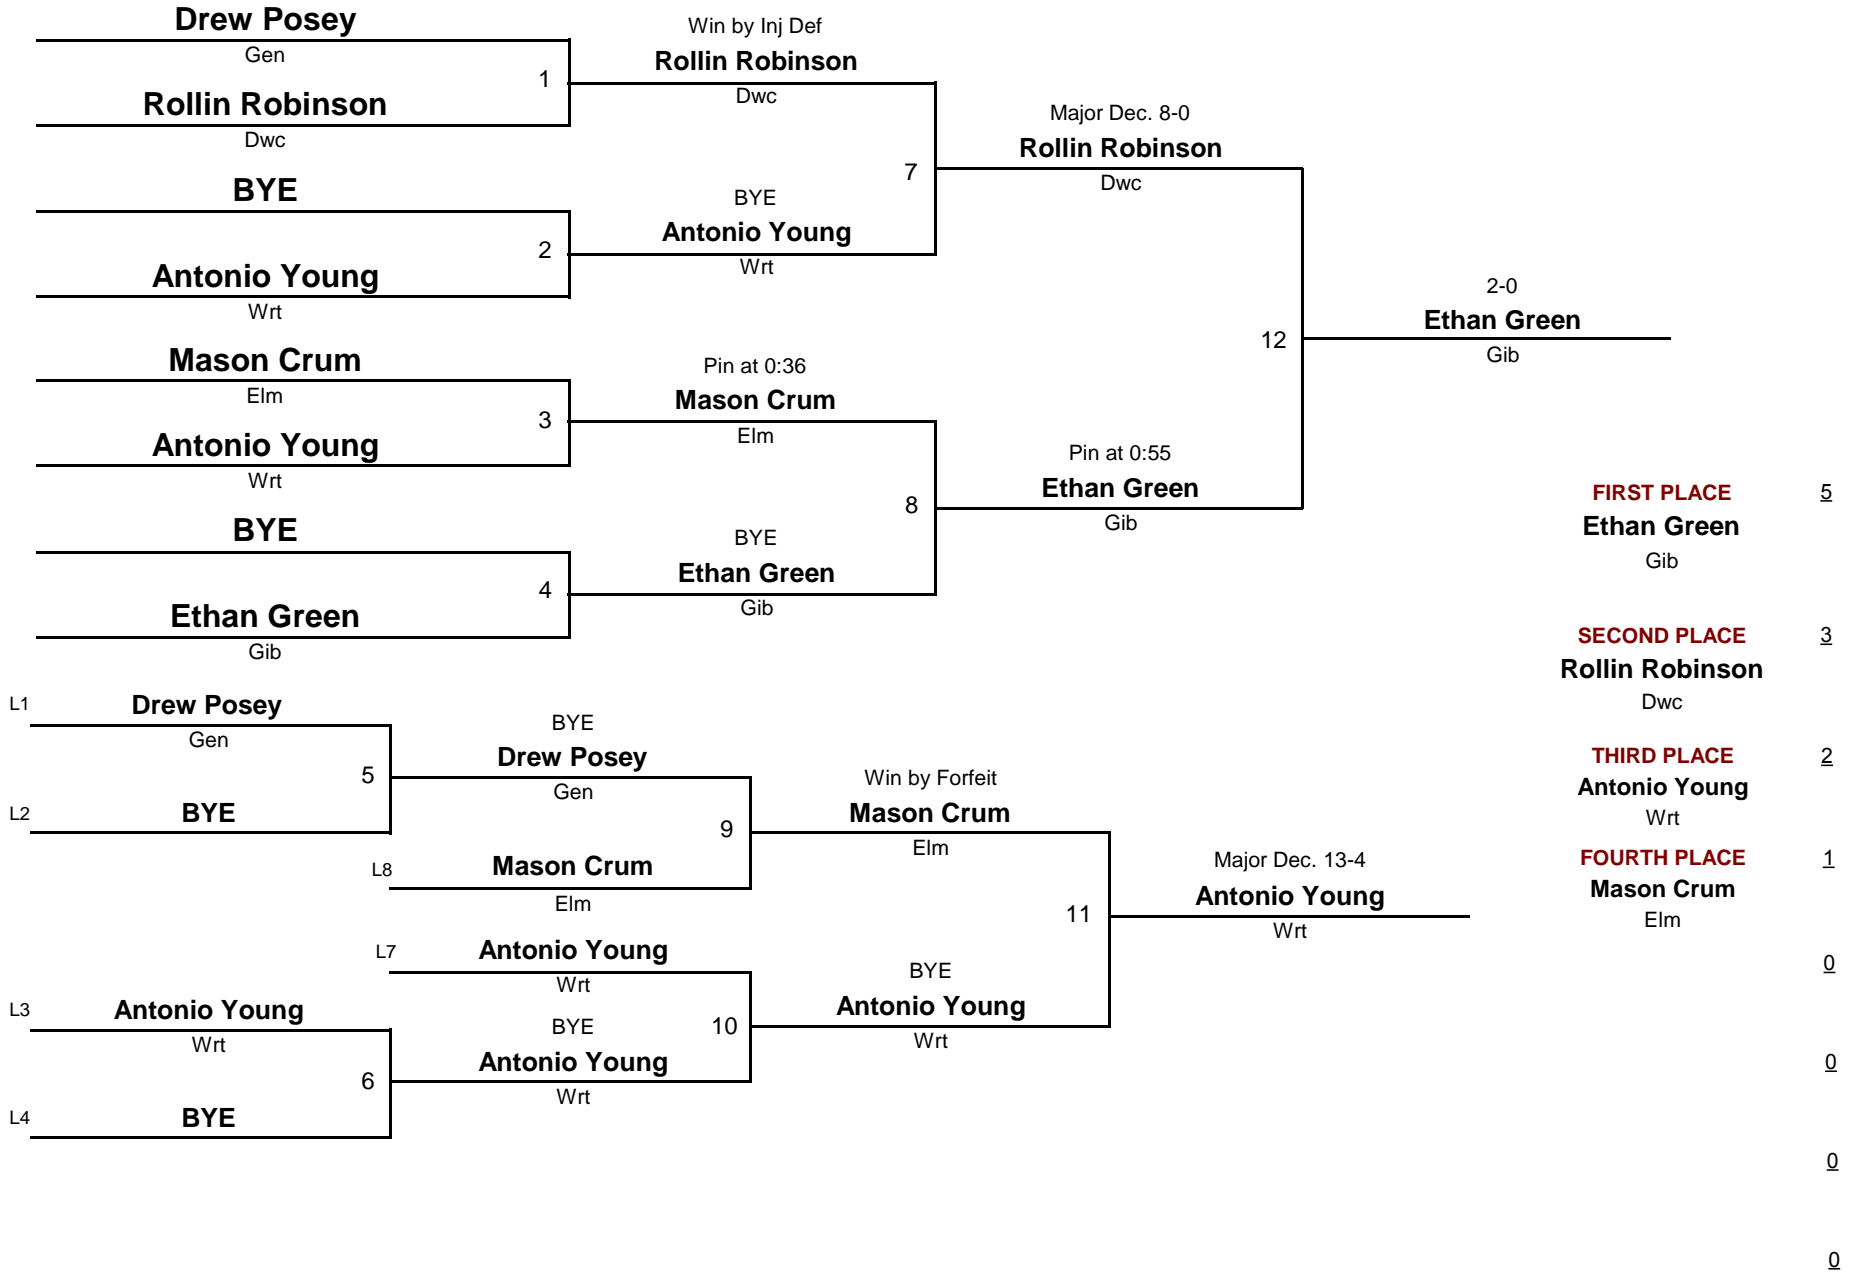 Drew Posey
Gen
1
Rollin Robinson
Dwc
BYE
2
Antonio Young
Wrt
Mason Crum
Elm
3
Antonio Young
Wrt
BYE
4
Ethan Green
Gib
Win by Inj Def
Rollin Robinson
Dwc
7
BYE
Antonio Young
Wrt
Pin at 0:36
Mason Crum
Elm
8
BYE
Ethan Green
Gib
Major Dec. 8-0
Rollin Robinson
Dwc
12
Pin at 0:55
Ethan Green
Gib
2-0
Ethan Green
Gib
L1
Drew Posey
Gen
5
L2
BYE
BYE
Drew Posey
Gen
9
L8
Mason Crum
Elm
L7
Antonio Young
Wrt
L3
Antonio Young
Wrt
6
L4
BYE
BYE
10
Antonio Young
Wrt
Win by Forfeit
Mason Crum
Elm
11
BYE
Antonio Young
Wrt
Major Dec. 13-4
Antonio Young
Wrt
FIRST PLACE 5
Ethan Green
Gib
SECOND PLACE 3
Rollin Robinson
Dwc
THIRD PLACE 2
Antonio Young
Wrt
FOURTH PLACE 1
Mason Crum
Elm
0
0
0
0